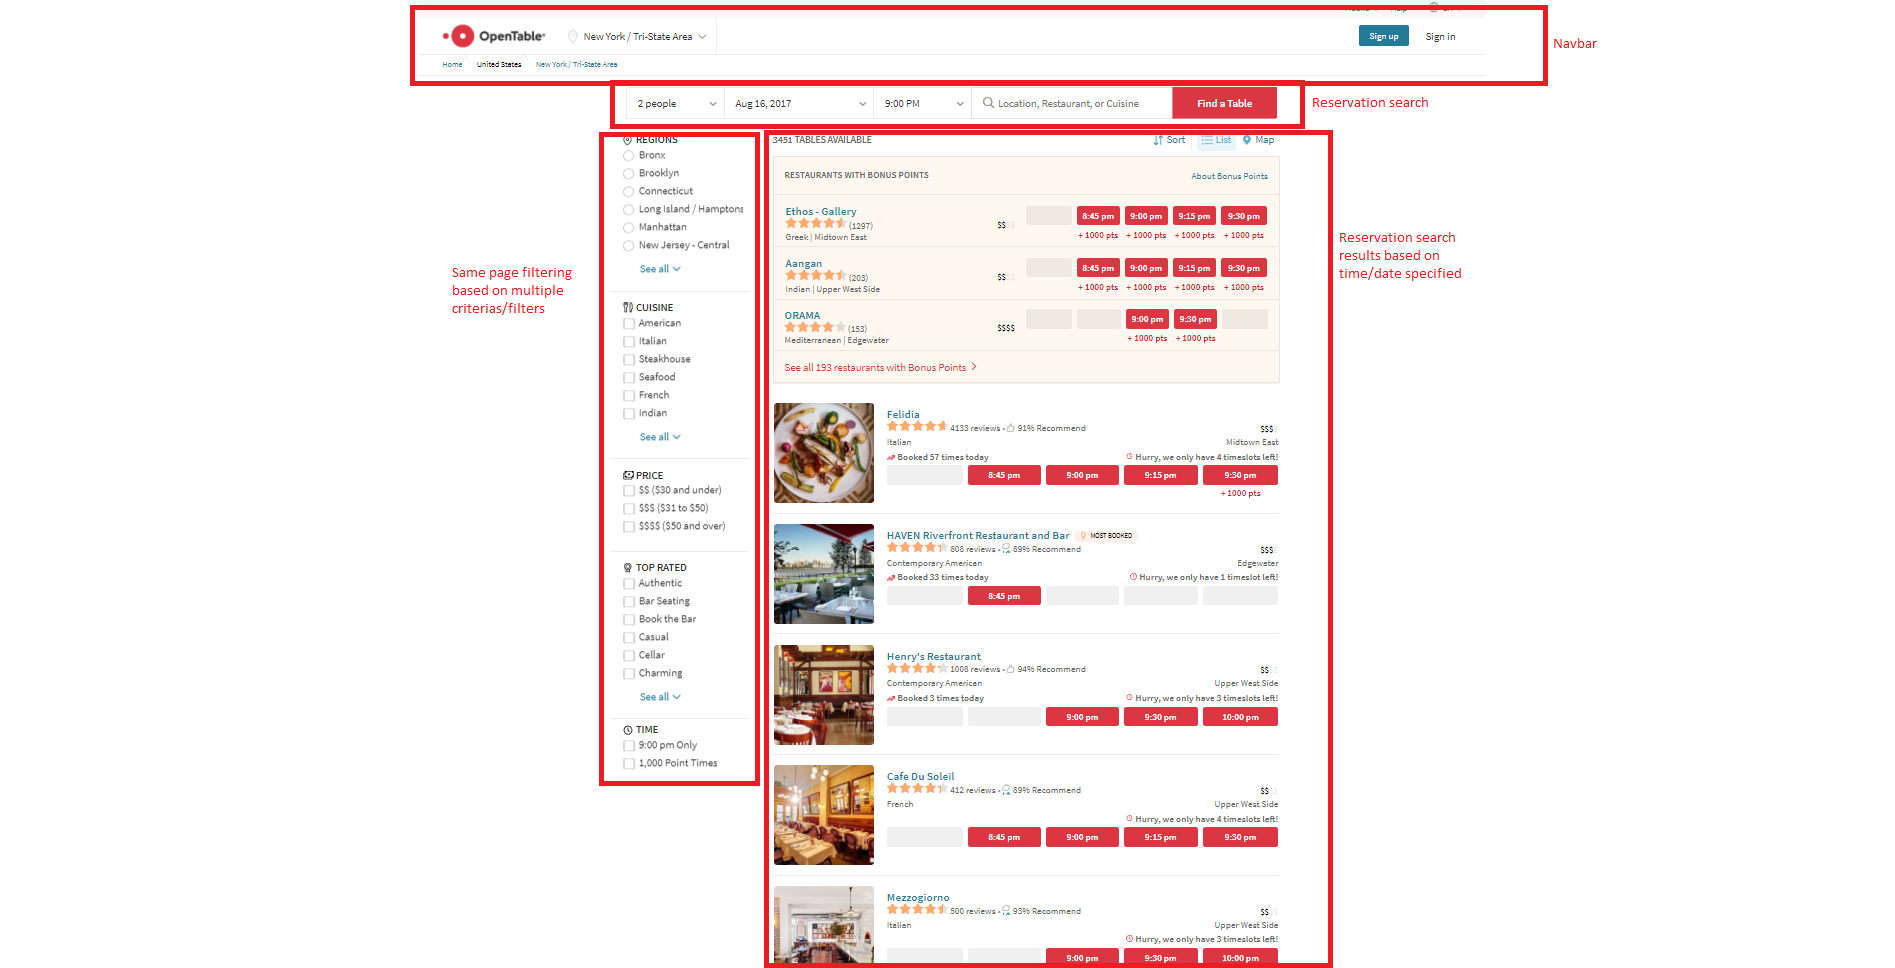 OpenTable
New York / Tri-State Area
Sign up
Sign in
Navbar
Home
United States
New York / Tri-State Area
2 people
Aug 16, 2017
9:00 PM
Location, Restaurant, or Cuisine
Find a Table
Reservation search
REGIONS
Bronx
Brooklyn
Connecticut
Long Island / Hamptons
Manhattan
New Jersey - Central
See all
CUISINE
American
Italian
Steakhouse
Seafood
French
Indian
See all
PRICE
$$ ($30 and under)
$$$ ($31 to $50)
$$$$ ($50 and over)
TOP RATED
Authentic
Bar Seating
Book the Bar
Casual
Cellar
Charming
See all
TIME
9:00 pm Only
1,000 Point Times
Same page filtering
based on multiple
criterias/filters
3451 TABLES AVAILABLE
Sort
List
Map
RESTAURANTS WITH BONUS POINTS
About Bonus Points
Ethos - Gallery
(1297)
Greek | Midtown East
$$$$
8:45 pm 9:00 pm 9:15 pm 9:30 pm
+ 1000 pts + 1000 pts + 1000 pts + 1000 pts
Aangan
(203)
Indian | Upper West Side
$$$$
8:45 pm 9:00 pm 9:15 pm 9:30 pm
+ 1000 pts + 1000 pts + 1000 pts + 1000 pts
ORAMA
(153)
Mediterranean | Edgewater
$$$$
9:00 pm 9:30 pm
+ 1000 pts + 1000 pts
See all 193 restaurants with Bonus Points
Reservation search
results based on
time/date specified
Felidia
4133 reviews - 91% Recommend
$$$$
Italian
Midtown East
Booked 57 times today
Hurry, we only have 4 timeslots left!
8:45 pm 9:00 pm 9:15 pm 9:30 pm
+ 1000 pts
HAVEN Riverfront Restaurant and Bar
MOST BOOKED
808 reviews - 89% Recommend
$$$$
Contemporary American
Edgewater
Booked 33 times today
Hurry, we only have 1 timeslot left!
8:45 pm
Henry's Restaurant
1008 reviews - 94% Recommend
$$$$
Contemporary American
Upper West Side
Booked 3 times today
Hurry, we only have 3 timeslots left!
9:00 pm 9:30 pm 10:00 pm
Cafe Du Soleil
412 reviews - 89% Recommend
$$$$
French
Upper West Side
Hurry, we only have 4 timeslots left!
8:45 pm 9:00 pm 9:15 pm 9:30 pm
Mezzogiorno
500 reviews - 93% Recommend
$$$$
Italian
Upper West Side
Hurry, we only have 3 timeslots left!
9:00 pm 9:30 pm 10:00 pm